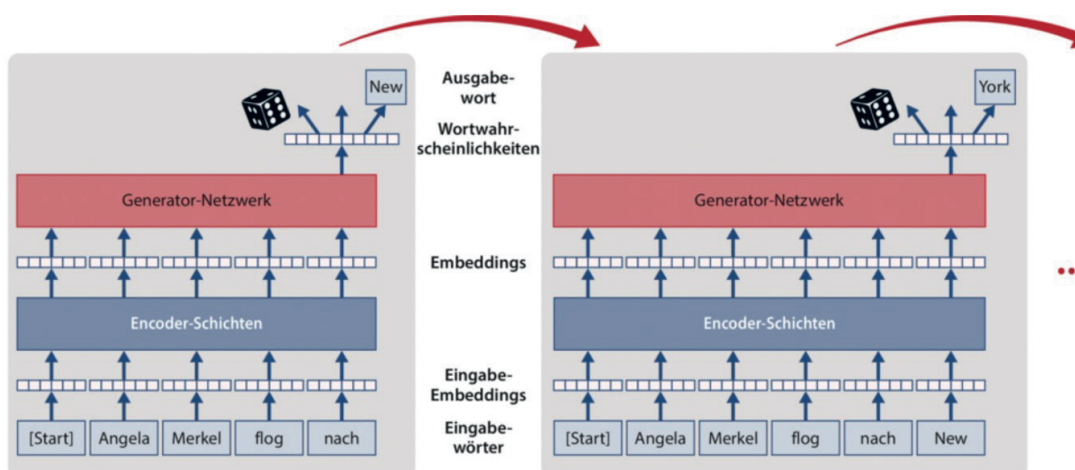 New
Ausgabe-
wort
York
Wortwahr-
scheinlichkeiten
Generator-Netzwerk
Generator-Netzwerk
Embeddings
Encoder-Schichten
Encoder-Schichten
Eingabe-
Embeddings
[Start] Angela Merkel flog nach
Eingabe-
wörter
[Start] Angela Merkel flog nach New